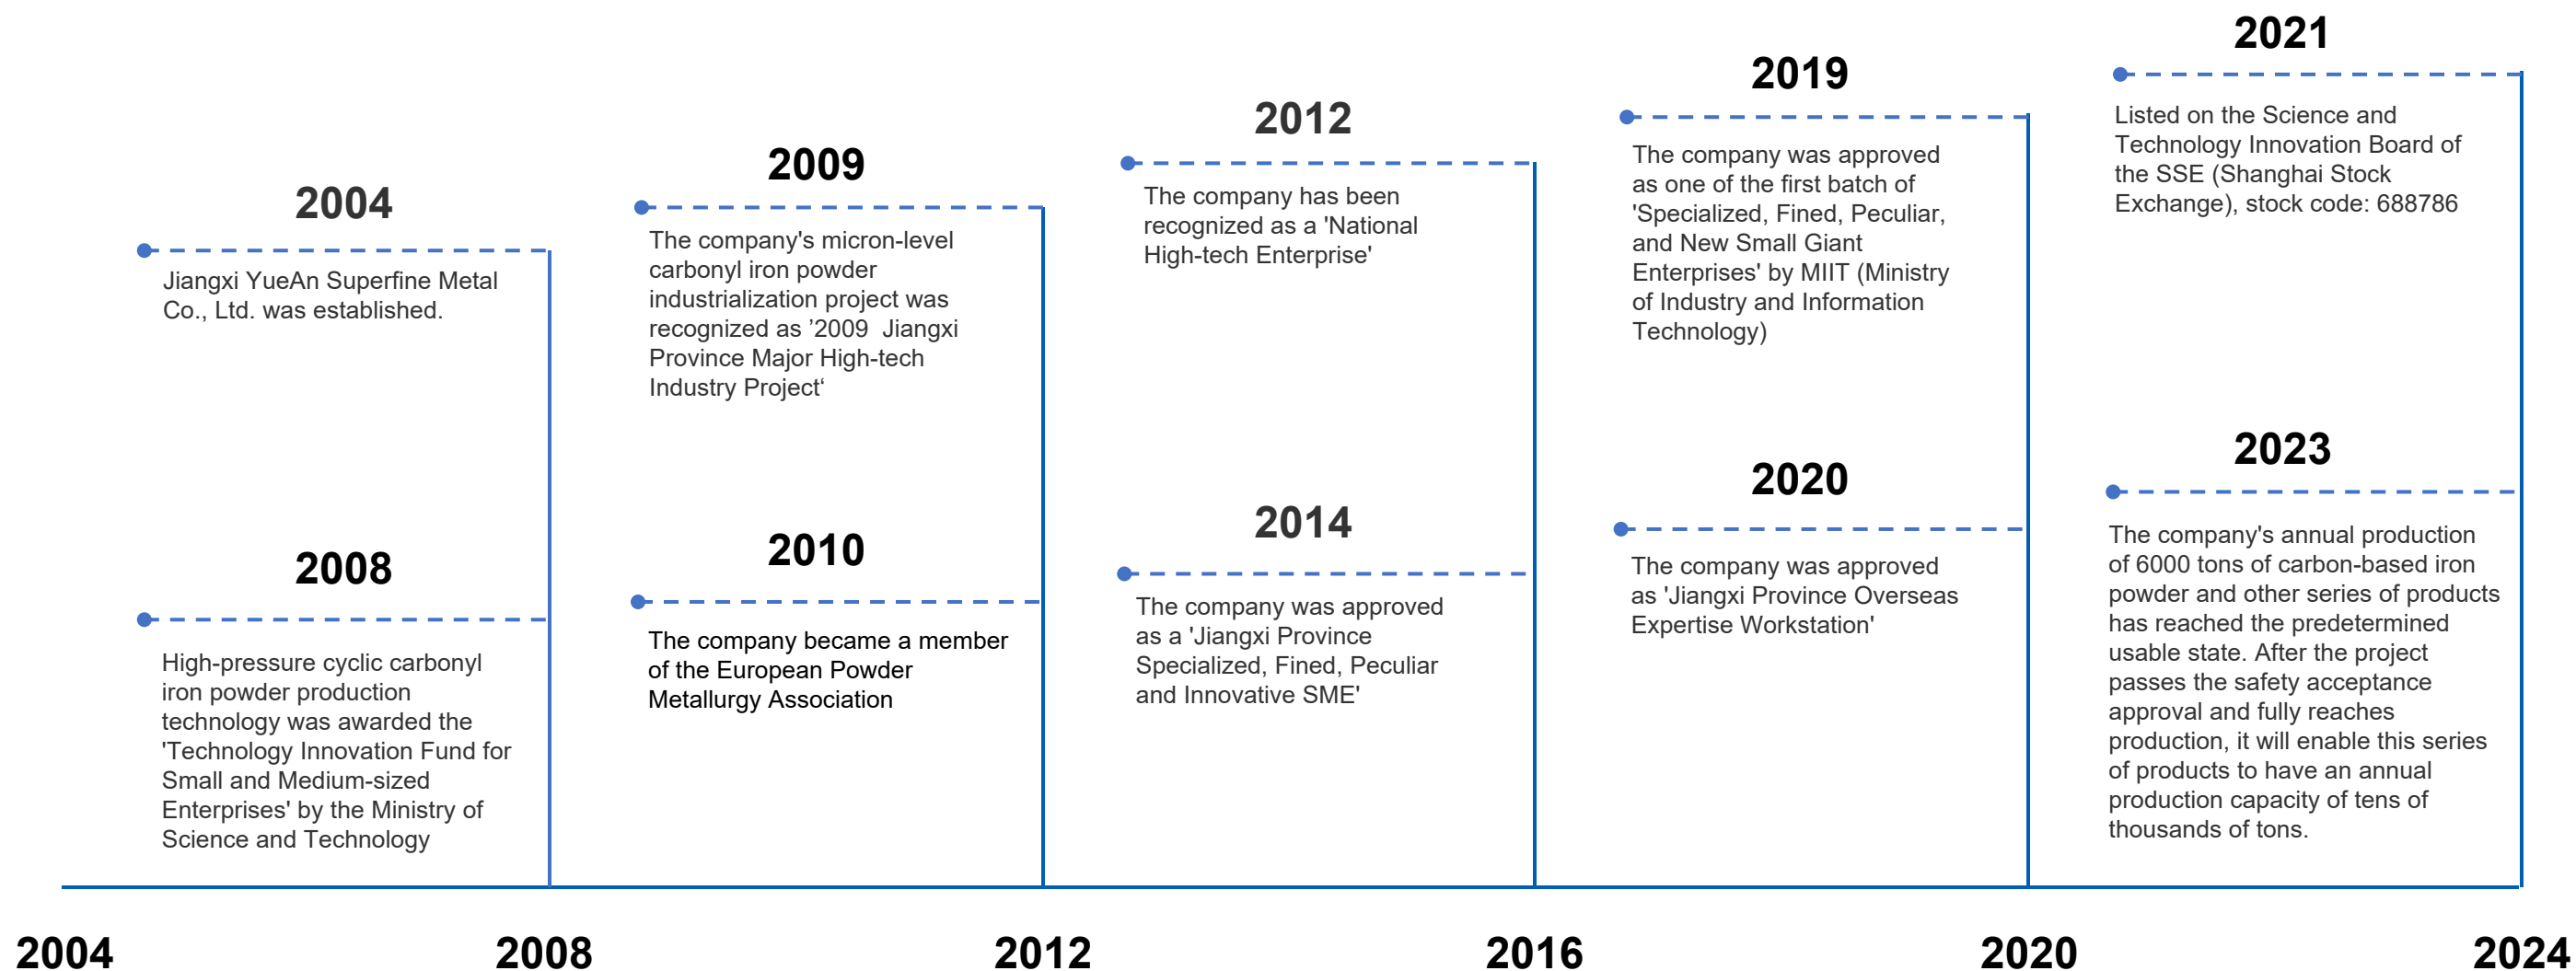 2004
Jiangxi YueAn Superfine Metal
Co., Ltd. was established.
2008
High-pressure cyclic carbonyl
iron powder production
technology was awarded the
'Technology Innovation Fund for
Small and Medium-sized
Enterprises' by the Ministry of
Science and Technology
2009
The company's micron-level
carbonyl iron powder
industrialization project was
recognized as ’2009  Jiangxi
Province Major High-tech
Industry Project‘
2010
The company became a member
of the European Powder
Metallurgy Association
2012
The company has been
recognized as a 'National
High-tech Enterprise'
2014
The company was approved
as a 'Jiangxi Province
Specialized, Fined, Peculiar
and Innovative SME'
2019
The company was approved
as one of the first batch of
'Specialized, Fined, Peculiar,
and New Small Giant
Enterprises' by MIIT (Ministry
of Industry and Information
Technology)
2020
The company was approved
as 'Jiangxi Province Overseas
Expertise Workstation'
2021
Listed on the Science and
Technology Innovation Board of
the SSE (Shanghai Stock
Exchange), stock code: 688786
2023
The company's annual production
of 6000 tons of carbon-based iron
powder and other series of products
has reached the predetermined
usable state. After the project
passes the safety acceptance
approval and fully reaches
production, it will enable this series
of products to have an annual
production capacity of tens of
thousands of tons.
2004 2008 2012 2016 2020 2024